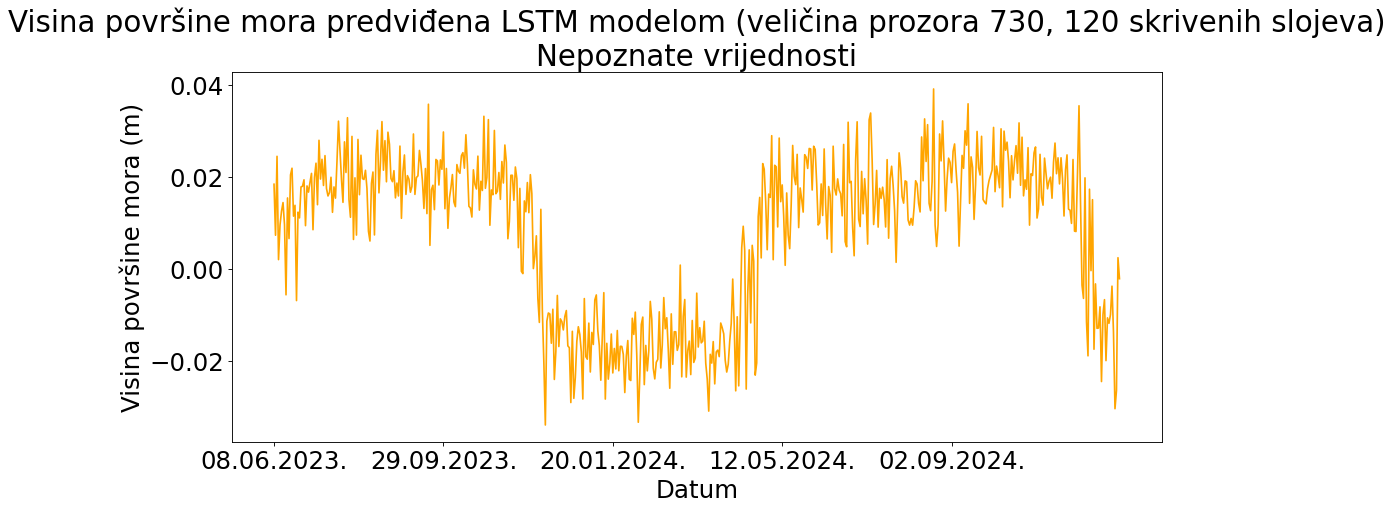 Visina površine mora predviđena LSTM modelom (veličina prozora 730, 120 skrivenih slojeva)
Nepoznate vrijednosti
Visina površine mora (m)
0.04
0.02
0.00
−0.02
08.06.2023. 29.09.2023. 20.01.2024. 12.05.2024. 02.09.2024.
Datum